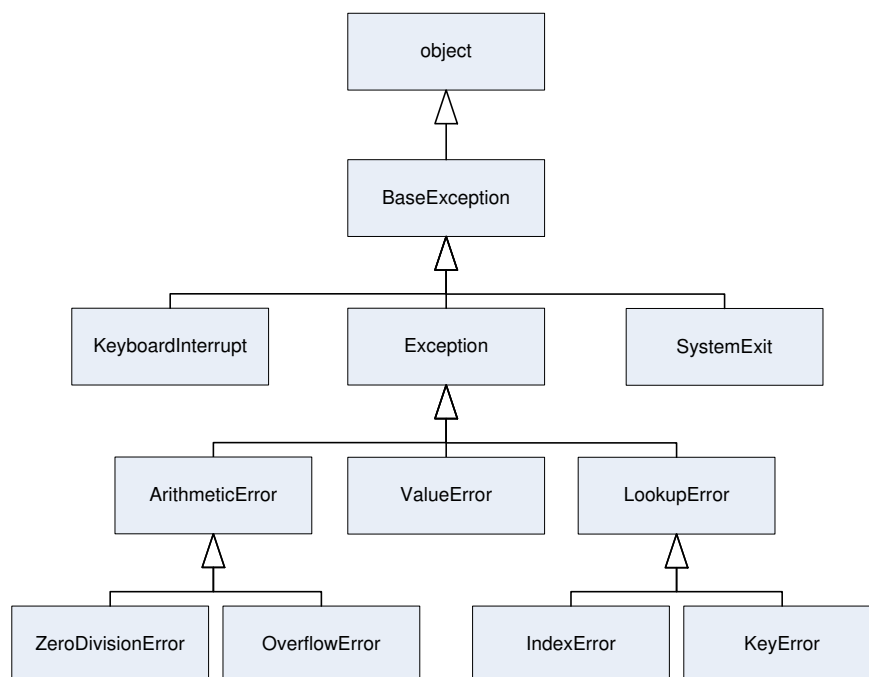 object
BaseException
KeyboardInterrupt
Exception
SystemExit
ArithmeticError
ValueError
LookupError
ZeroDivisionError
OverflowError
IndexError
KeyError